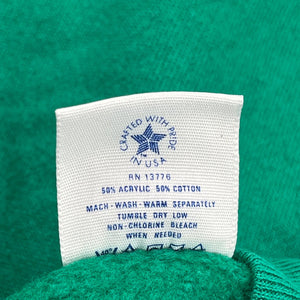 CRAFTED WITH PRIDE
IN U.S.A.
RN 13776
50% ACRYLIC 50% COTTON
MACH-WASH-WARM SEPARATELY
TUMBLE DRY LOW
NON-CHLORINE BLEACH
WHEN NEEDED